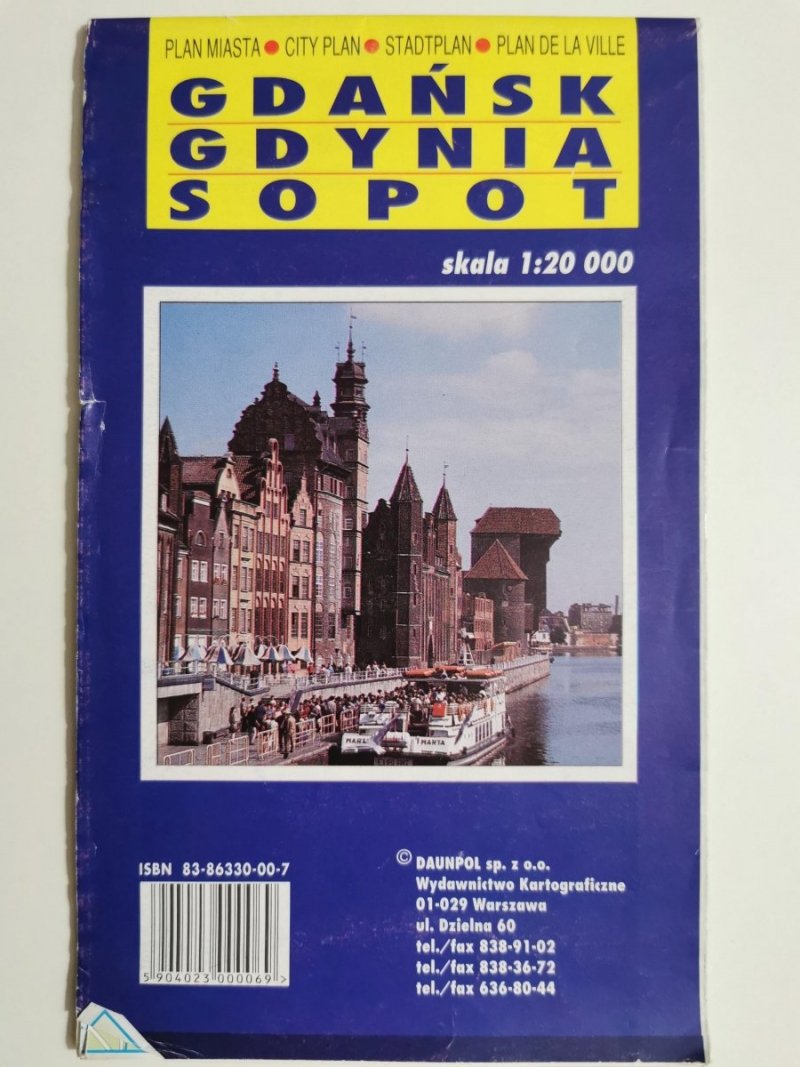 PLAN MIASTA ● CITY PLAN ● STADTPLAN ● PLAN DE LA VILLE
GDAŃSK
GDYNIA
SOPOT
skala 1:20 000
MARTA
MARTA
ISBN 83-86330-00-7
5 904023 000069 >
© DAUNPOL sp. z o.o.
Wydawnictwo Kartograficzne
01-029 Warszawa
ul. Dzielna 60
tel./fax 838-91-02
tel./fax 838-36-72
tel./fax 636-80-44